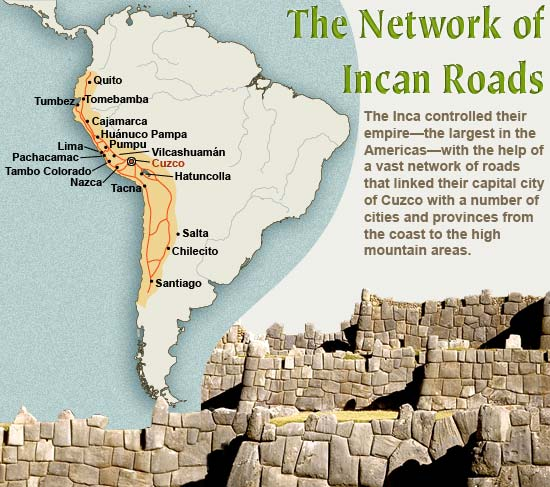 The Network of
Incan Roads
The Inca controlled their
empire—the largest in the
Americas—with the help of
a vast network of roads
that linked their capital city
of Cuzco with a number of
cities and provinces from
the coast to the high
mountain areas.
Quito
Tumbez
Tomebamba
Cajamarca
Huánuco Pampa
Pumpu
Lima
Vilcashuamán
Pachacamac
Cuzco
Tambo Colorado
Hatuncolla
Nazca
Tacna
Salta
Chilecito
Santiago